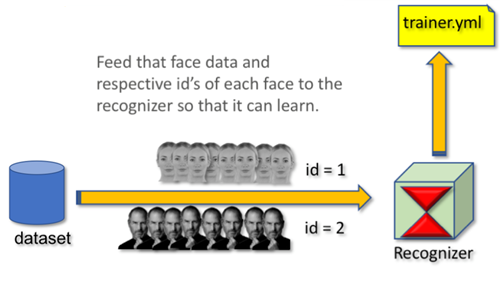 trainer.yml
Feed that face data and
respective id's of each face to the
recognizer so that it can learn.
id = 1
id = 2
dataset
Recognizer